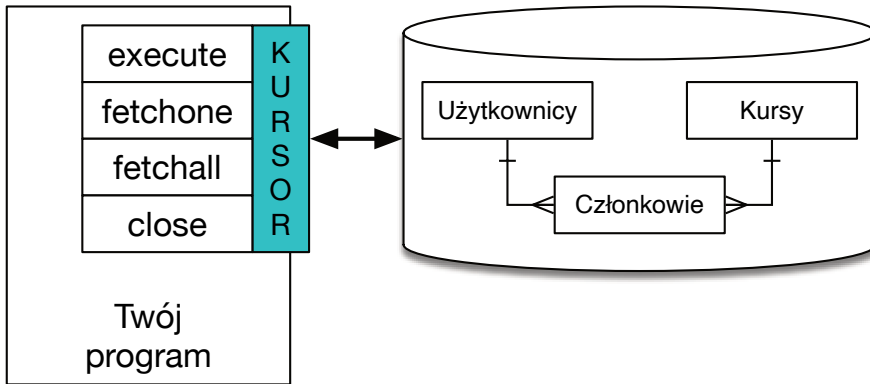 execute
fetchone
fetchall
close
K
U
R
S
O
R
Twój
program
Użytkownicy
Kursy
Członkowie